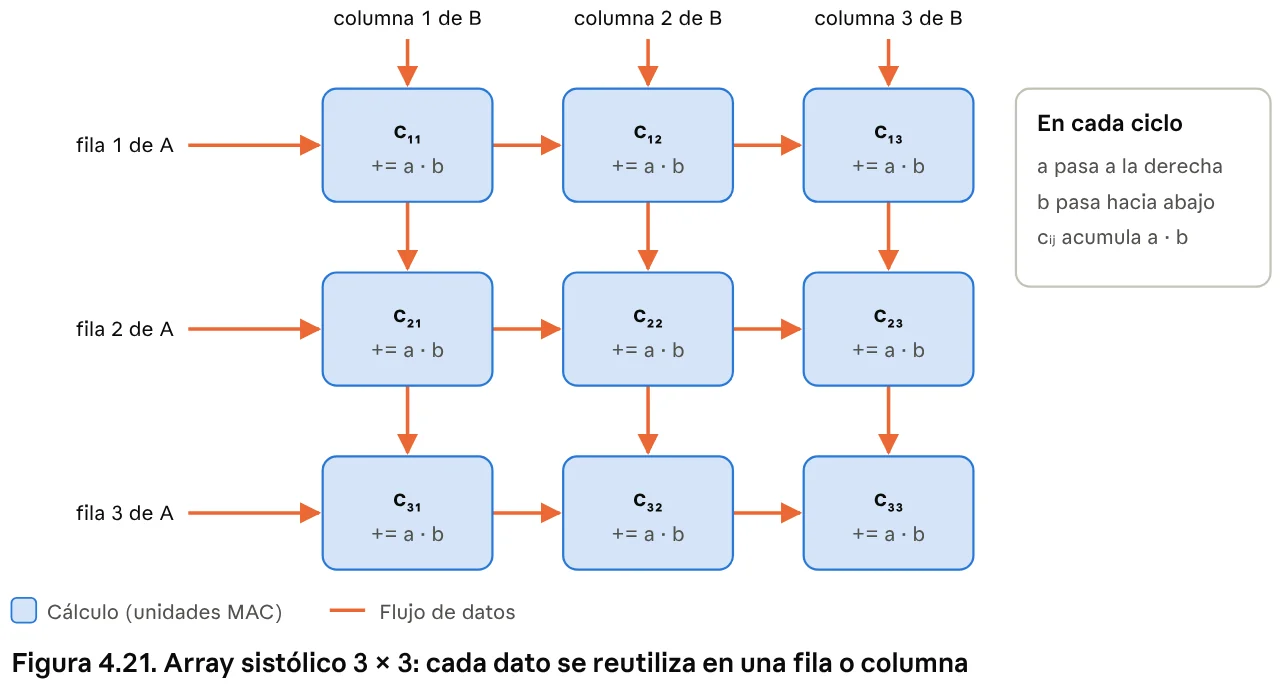 columna 1 de B columna 2 de B columna 3 de B
fila 1 de A
c₁₁
+= a · b
c₁₂
+= a · b
c₁₃
+= a · b
En cada ciclo
a pasa a la derecha
b pasa hacia abajo
cᵢⱼ acumula a · b
fila 2 de A
c₂₁
+= a · b
c₂₂
+= a · b
c₂₃
+= a · b
fila 3 de A
c₃₁
+= a · b
c₃₂
+= a · b
c₃₃
+= a · b
Cálculo (unidades MAC) Flujo de datos
Figura 4.21. Array sistólico 3 × 3: cada dato se reutiliza en una fila o columna